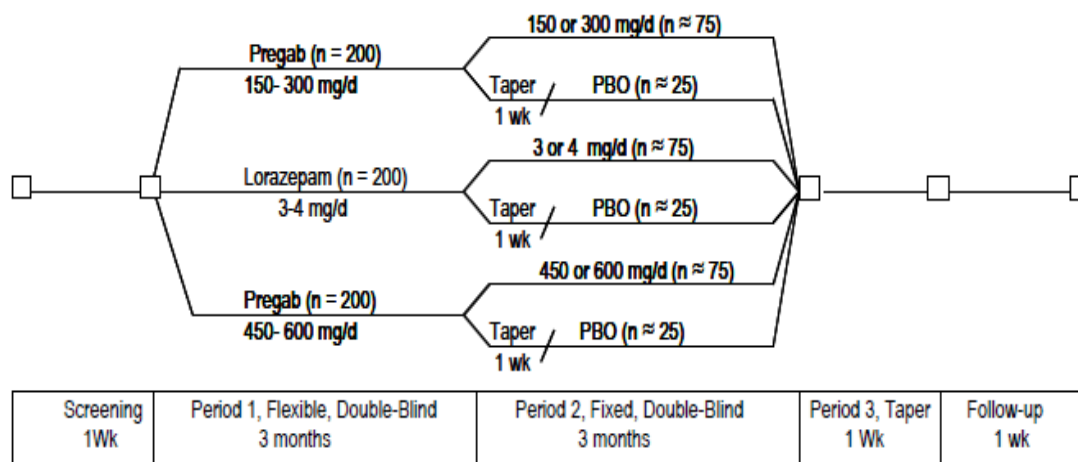 150 or 300 mg/d (n ≈ 75)
Pregab (n = 200)
150- 300 mg/d
Taper
1 wk
PBO (n ≈ 25)
3 or 4 mg/d (n ≈ 75)
Lorazepam (n = 200)
3-4 mg/d
Taper
1 wk
PBO (n ≈ 25)
450 or 600 mg/d (n ≈ 75)
Pregab (n = 200)
450- 600 mg/d
Taper
1 wk
PBO (n ≈ 25)
Screening
1Wk
Period 1, Flexible, Double-Blind
3 months
Period 2, Fixed, Double-Blind
3 months
Period 3, Taper
1 Wk
Follow-up
1 wk